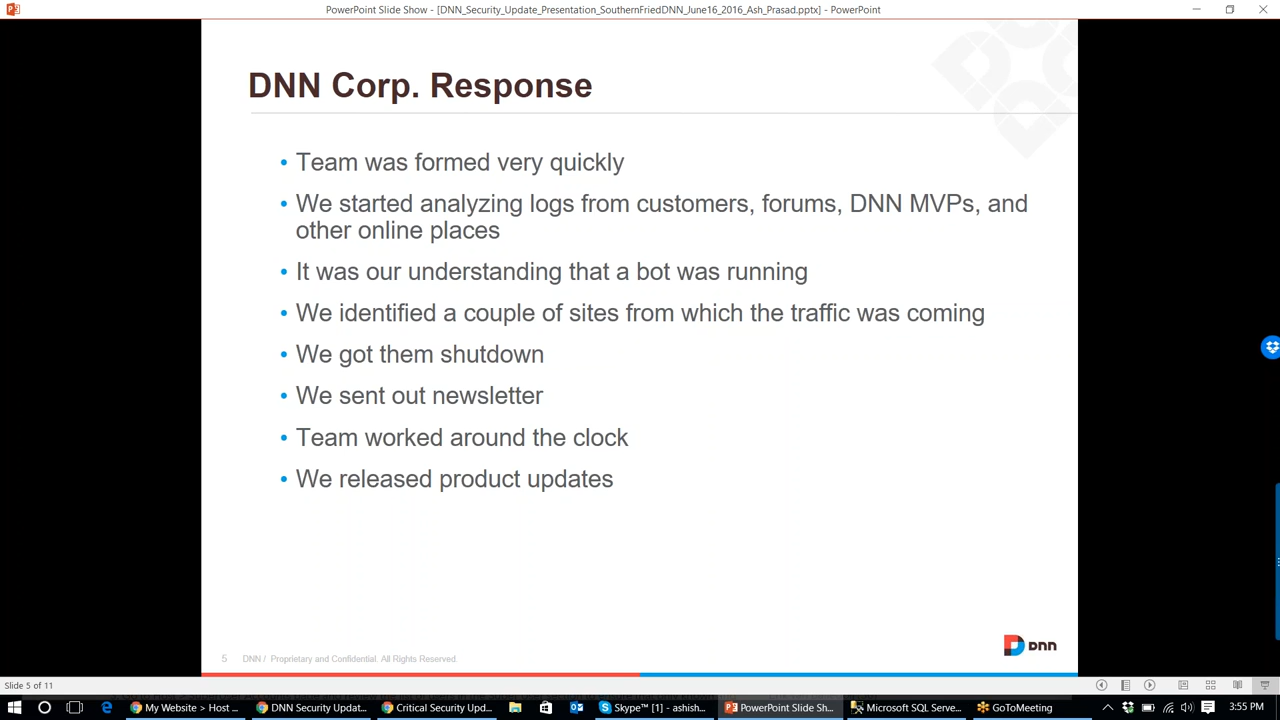 PowerPoint Slide Show - [DNN_Security_Update_Presentation_SouthernFriedDNN_June16_2016_Ash_Prasad.pptx] - PowerPoint
DNN Corp. Response
• Team was formed very quickly
• We started analyzing logs from customers, forums, DNN MVPs, and
other online places
• It was our understanding that a bot was running
• We identified a couple of sites from which the traffic was coming
• We got them shutdown
• We sent out newsletter
• Team worked around the clock
• We released product updates
dnn
5 DNN / Proprietary and Confidential. All Rights Reserved.
Slide 5 of 11
My Website > Host ...
DNN Security Updat...
Critical Security Upd...
Skype™ [1] - ashish...
PowerPoint Slide Sh...
Microsoft SQL Serve...
GoToMeeting
3:55 PM